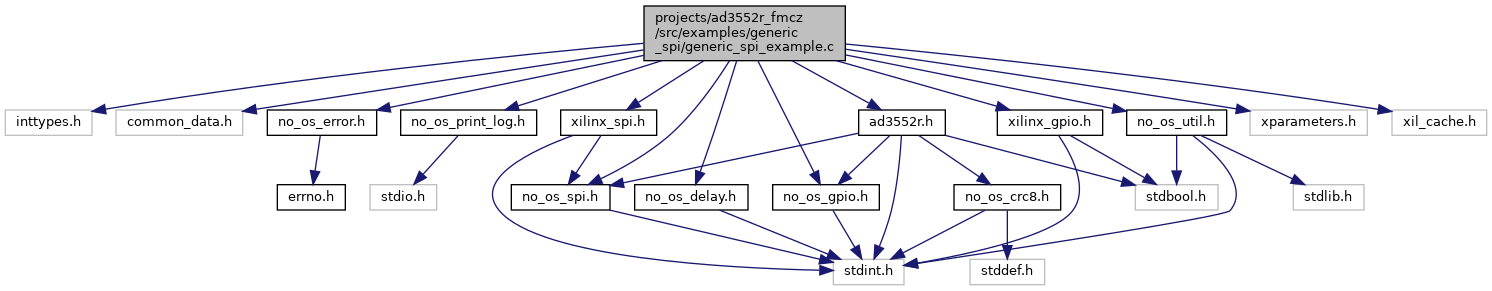 projects/ad3552r_fmcz
/src/examples/generic
_spi/generic_spi_example.c
inttypes.h
common_data.h
no_os_error.h
no_os_print_log.h
xilinx_spi.h
ad3552r.h
xilinx_gpio.h
no_os_util.h
xparameters.h
xil_cache.h
errno.h
stdio.h
no_os_spi.h
no_os_delay.h
no_os_gpio.h
no_os_crc8.h
stdbool.h
stdlib.h
stdint.h
stddef.h